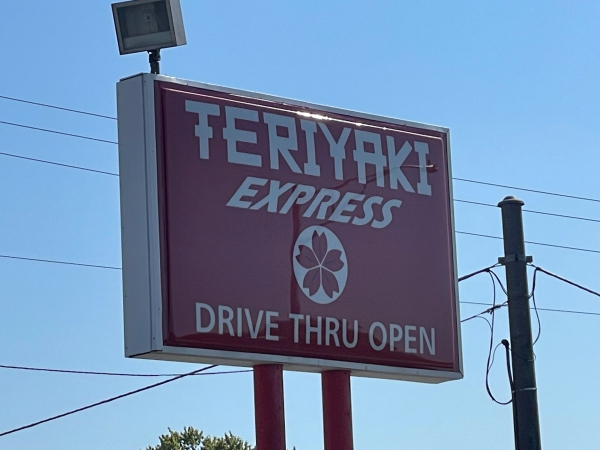 TERIYAKI
EXPRESS
DRIVE THRU OPEN